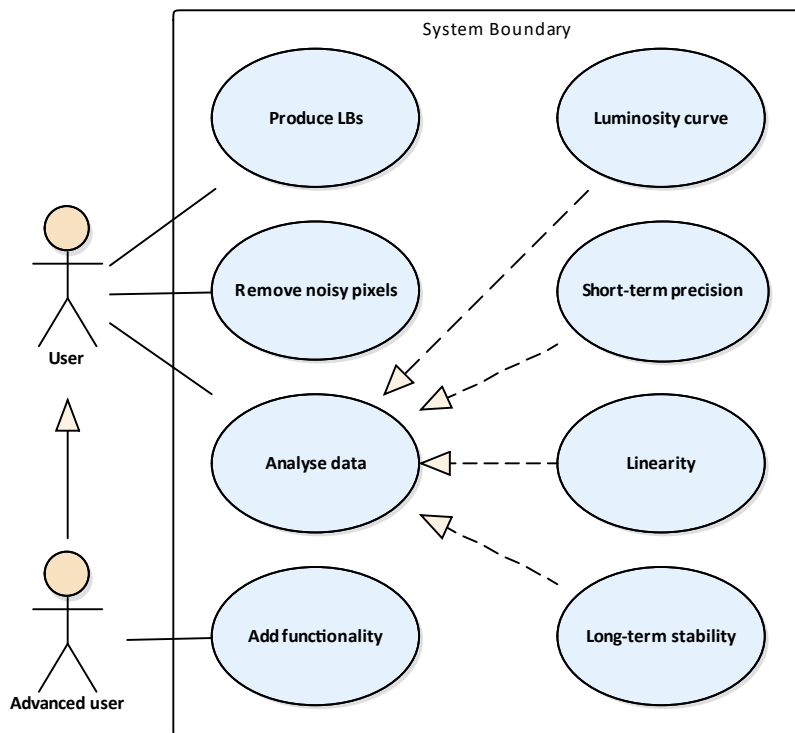 System Boundary
Produce LBs
Luminosity curve
Remove noisy pixels
Short-term precision
User
Analyse data
Linearity
Add functionality
Long-term stability
Advanced user